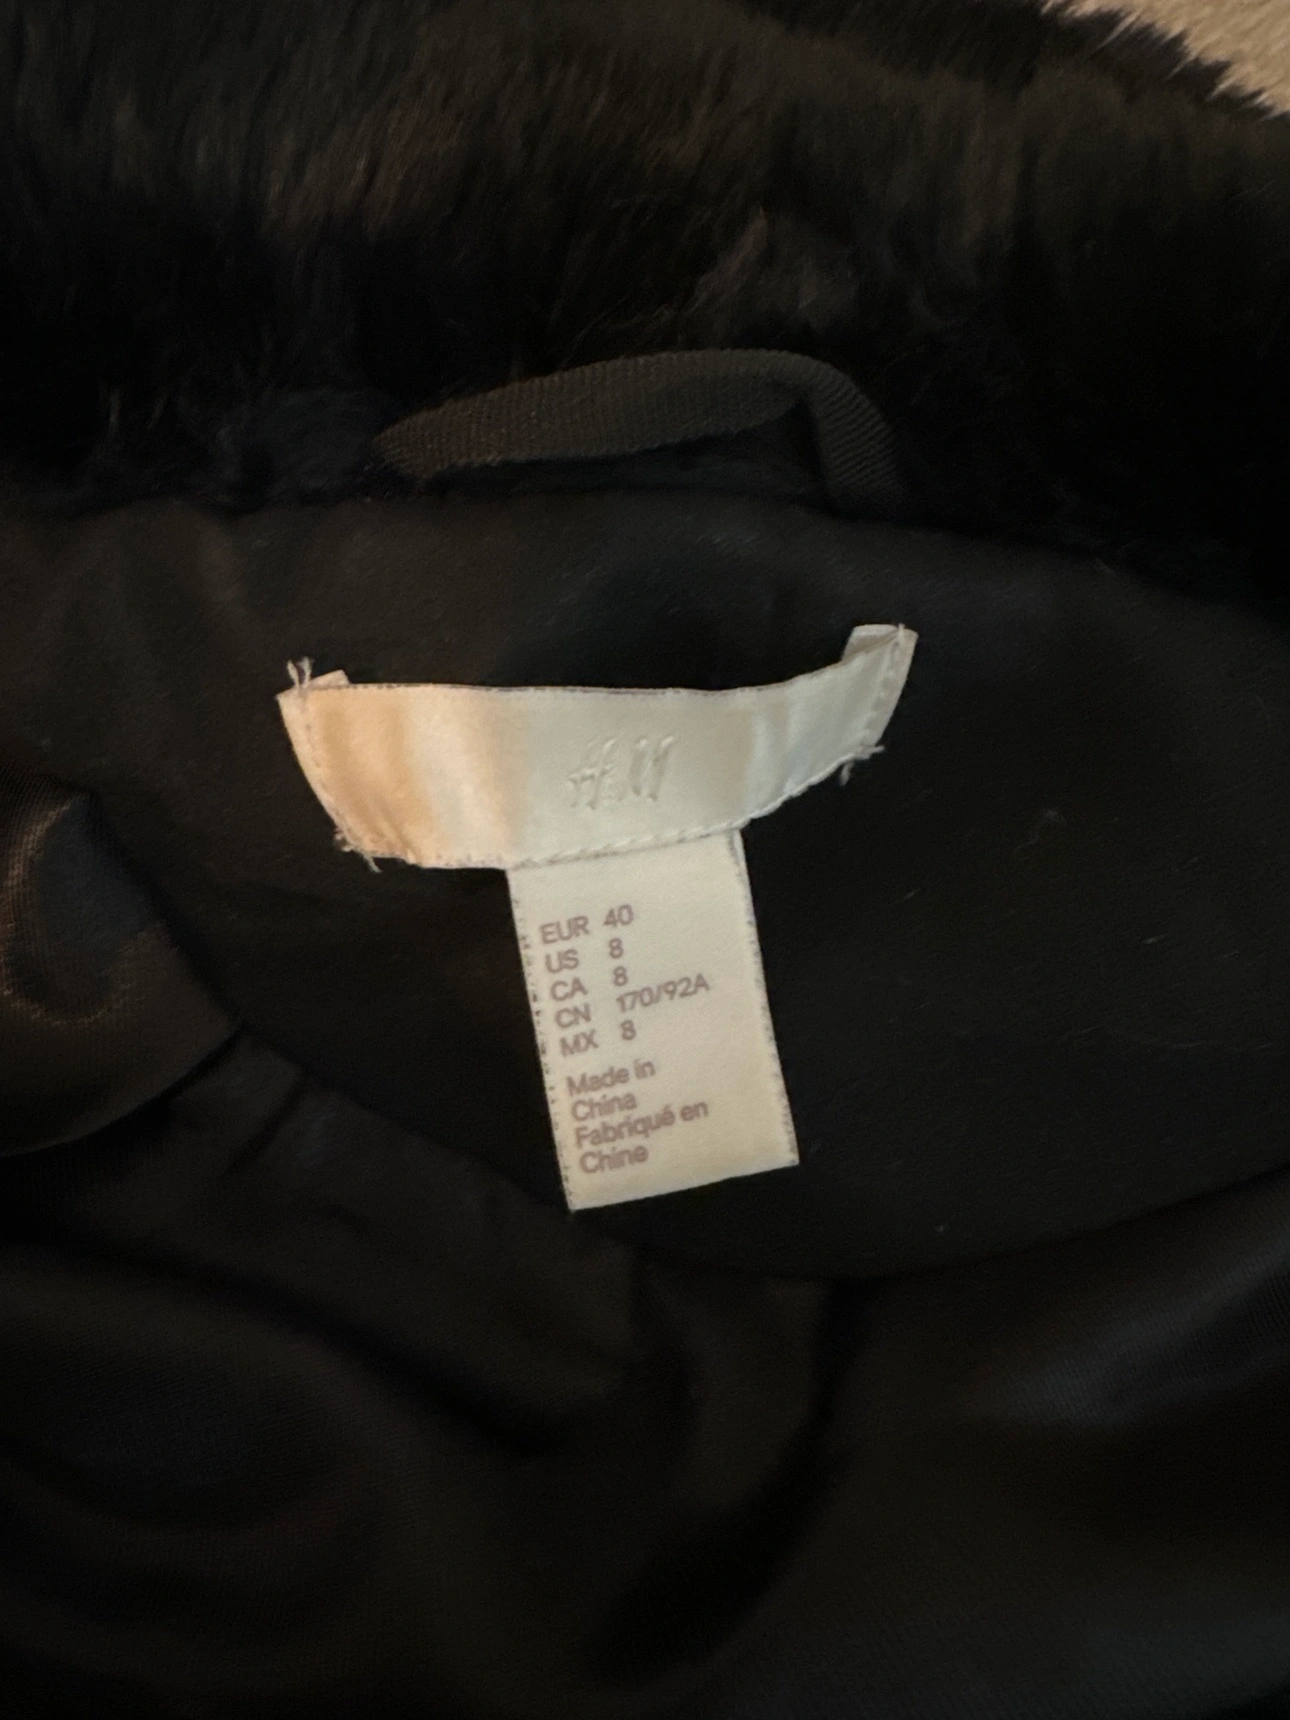 H&M
EUR 40
US 8
CA 8
CN 170/92A
MX 8
Made in
China
Fabriqué en
Chine